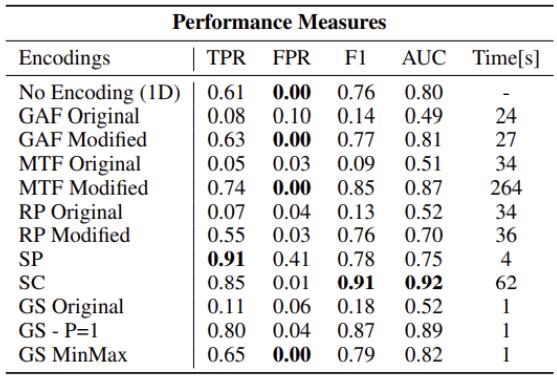 Performance Measures
Encodings TPR FPR F1 AUC Time[s]
No Encoding (1D) 0.61 0.00 0.76 0.80 -
GAF Original 0.08 0.10 0.14 0.49 24
GAF Modified 0.63 0.00 0.77 0.81 27
MTF Original 0.05 0.03 0.09 0.51 34
MTF Modified 0.74 0.00 0.85 0.87 264
RP Original 0.07 0.04 0.13 0.52 34
RP Modified 0.55 0.03 0.76 0.70 36
SP 0.91 0.41 0.78 0.75 4
SC 0.85 0.01 0.91 0.92 62
GS Original 0.11 0.06 0.18 0.52 1
GS - P=1 0.80 0.04 0.87 0.89 1
GS MinMax 0.65 0.00 0.79 0.82 1